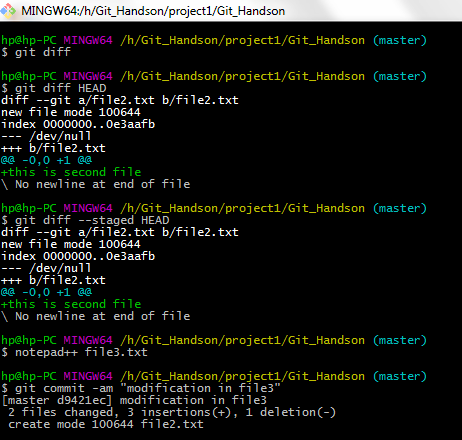 MINGW64:/h/Git_Handson/project1/Git_Handson
hp@hp-PC MINGW64 /h/Git_Handson/project1/Git_Handson (master)
$ git diff
hp@hp-PC MINGW64 /h/Git_Handson/project1/Git_Handson (master)
$ git diff HEAD
diff --git a/file2.txt b/file2.txt
new file mode 100644
index 0000000..0e3aafb
--- /dev/null
+++ b/file2.txt
@@ -0,0 +1 @@
+this is second file
\ No newline at end of file
hp@hp-PC MINGW64 /h/Git_Handson/project1/Git_Handson (master)
$ git diff --staged HEAD
diff --git a/file2.txt b/file2.txt
new file mode 100644
index 0000000..0e3aafb
--- /dev/null
+++ b/file2.txt
@@ -0,0 +1 @@
+this is second file
\ No newline at end of file
hp@hp-PC MINGW64 /h/Git_Handson/project1/Git_Handson (master)
$ notepad++ file3.txt
hp@hp-PC MINGW64 /h/Git_Handson/project1/Git_Handson (master)
$ git commit -am "modification in file3"
[master d9421ec] modification in file3
 2 files changed, 3 insertions(+), 1 deletion(-)
 create mode 100644 file2.txt